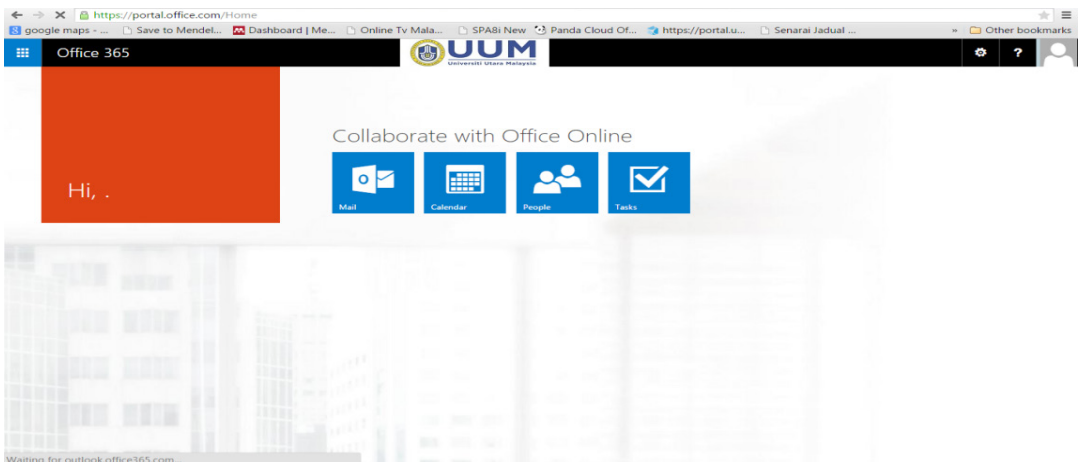 https://portal.office.com/Home
google maps - ... Save to Mendel... Dashboard | Me... Online Tv Mala... SPA8i New Panda Cloud Of... https://portal.u... Senarai Jadual ... » Other bookmarks
Office 365 UUM ?
Universiti Utara Malaysia
Collaborate with Office Online
Hi, .
Mail Calendar People Tasks
Waiting for outlook.office365.com...